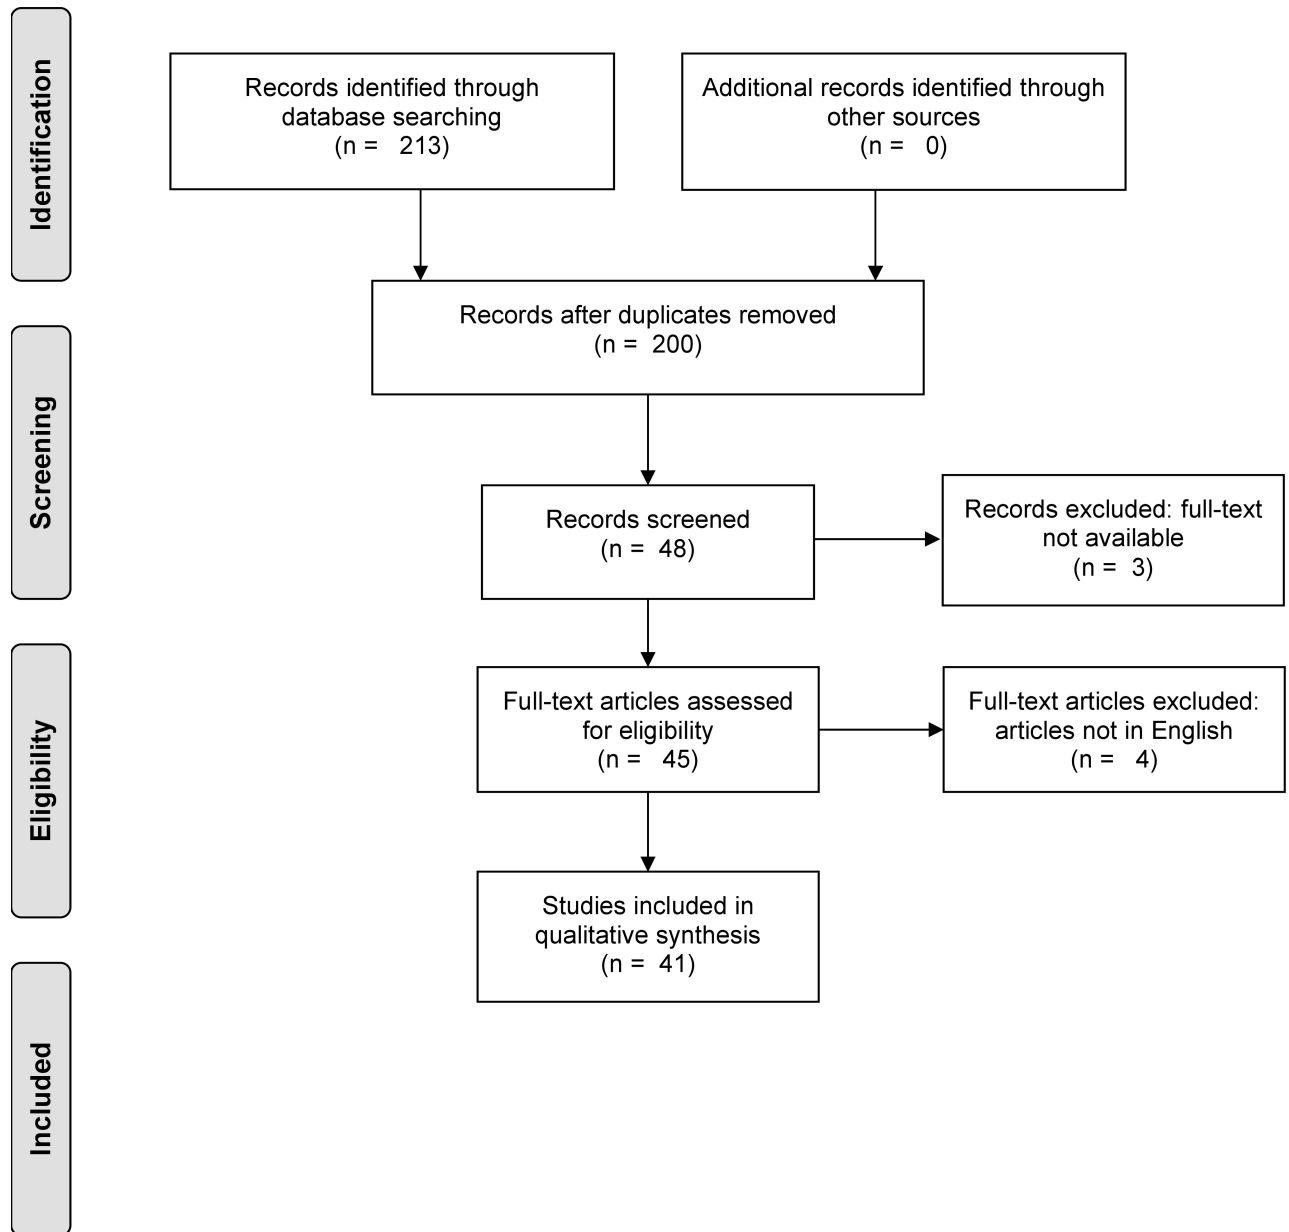 Identification
Records identified through
database searching
(n = 213)
Additional records identified through
other sources
(n = 0)
Records after duplicates removed
(n = 200)
Screening
Records screened
(n = 48)
Records excluded: full-text
not available
(n = 3)
Eligibility
Full-text articles assessed
for eligibility
(n = 45)
Full-text articles excluded:
articles not in English
(n = 4)
Studies included in
qualitative synthesis
(n = 41)
Included